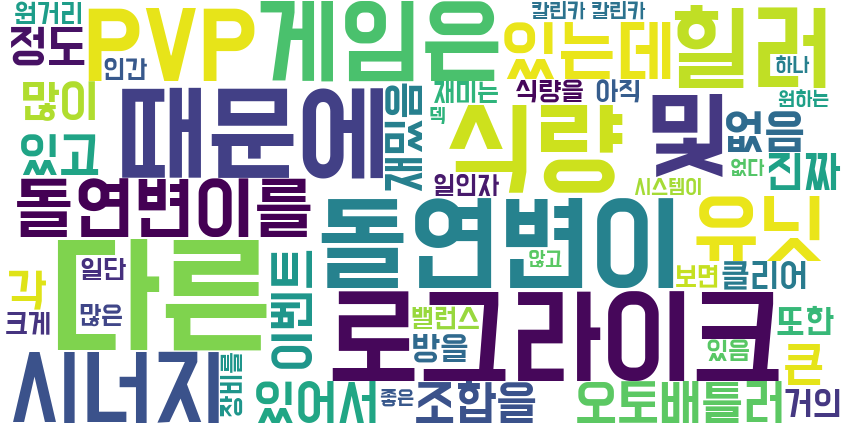 원거리
정도
PVP
게임은
칼린카 칼린카
있는데
힐러
인간
하나
많이
때문에
재밌음
재미는
덱
식량을
아직
원하는
식량
및
없음
있고
없다
진짜
돌연변이를
일인자
시스템이
돌연변이
유닛
다른
않고
일단
이벤트
보면
클리어
각
크게
많은
로그라이크
밸런스
방을
또한
있음
큰
시너지
장비를
있어서
좋은
조합을
오토배틀러
거의